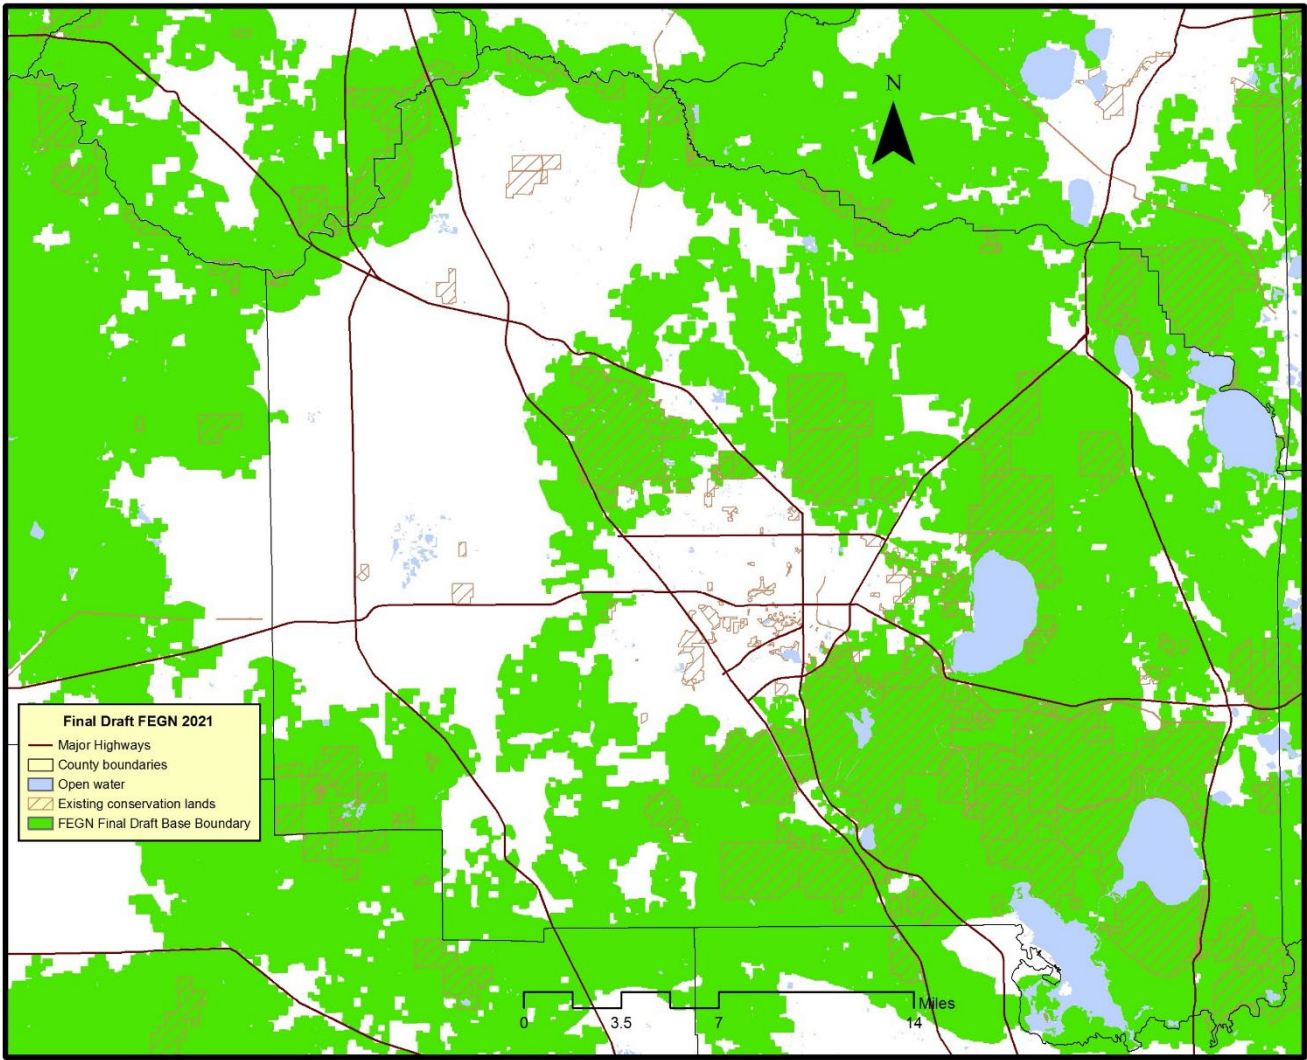 N
Final Draft FEGN 2021
Major Highways
County boundaries
Open water
Existing conservation lands
FEGN Final Draft Base Boundary
Miles
0 3.5 7 14